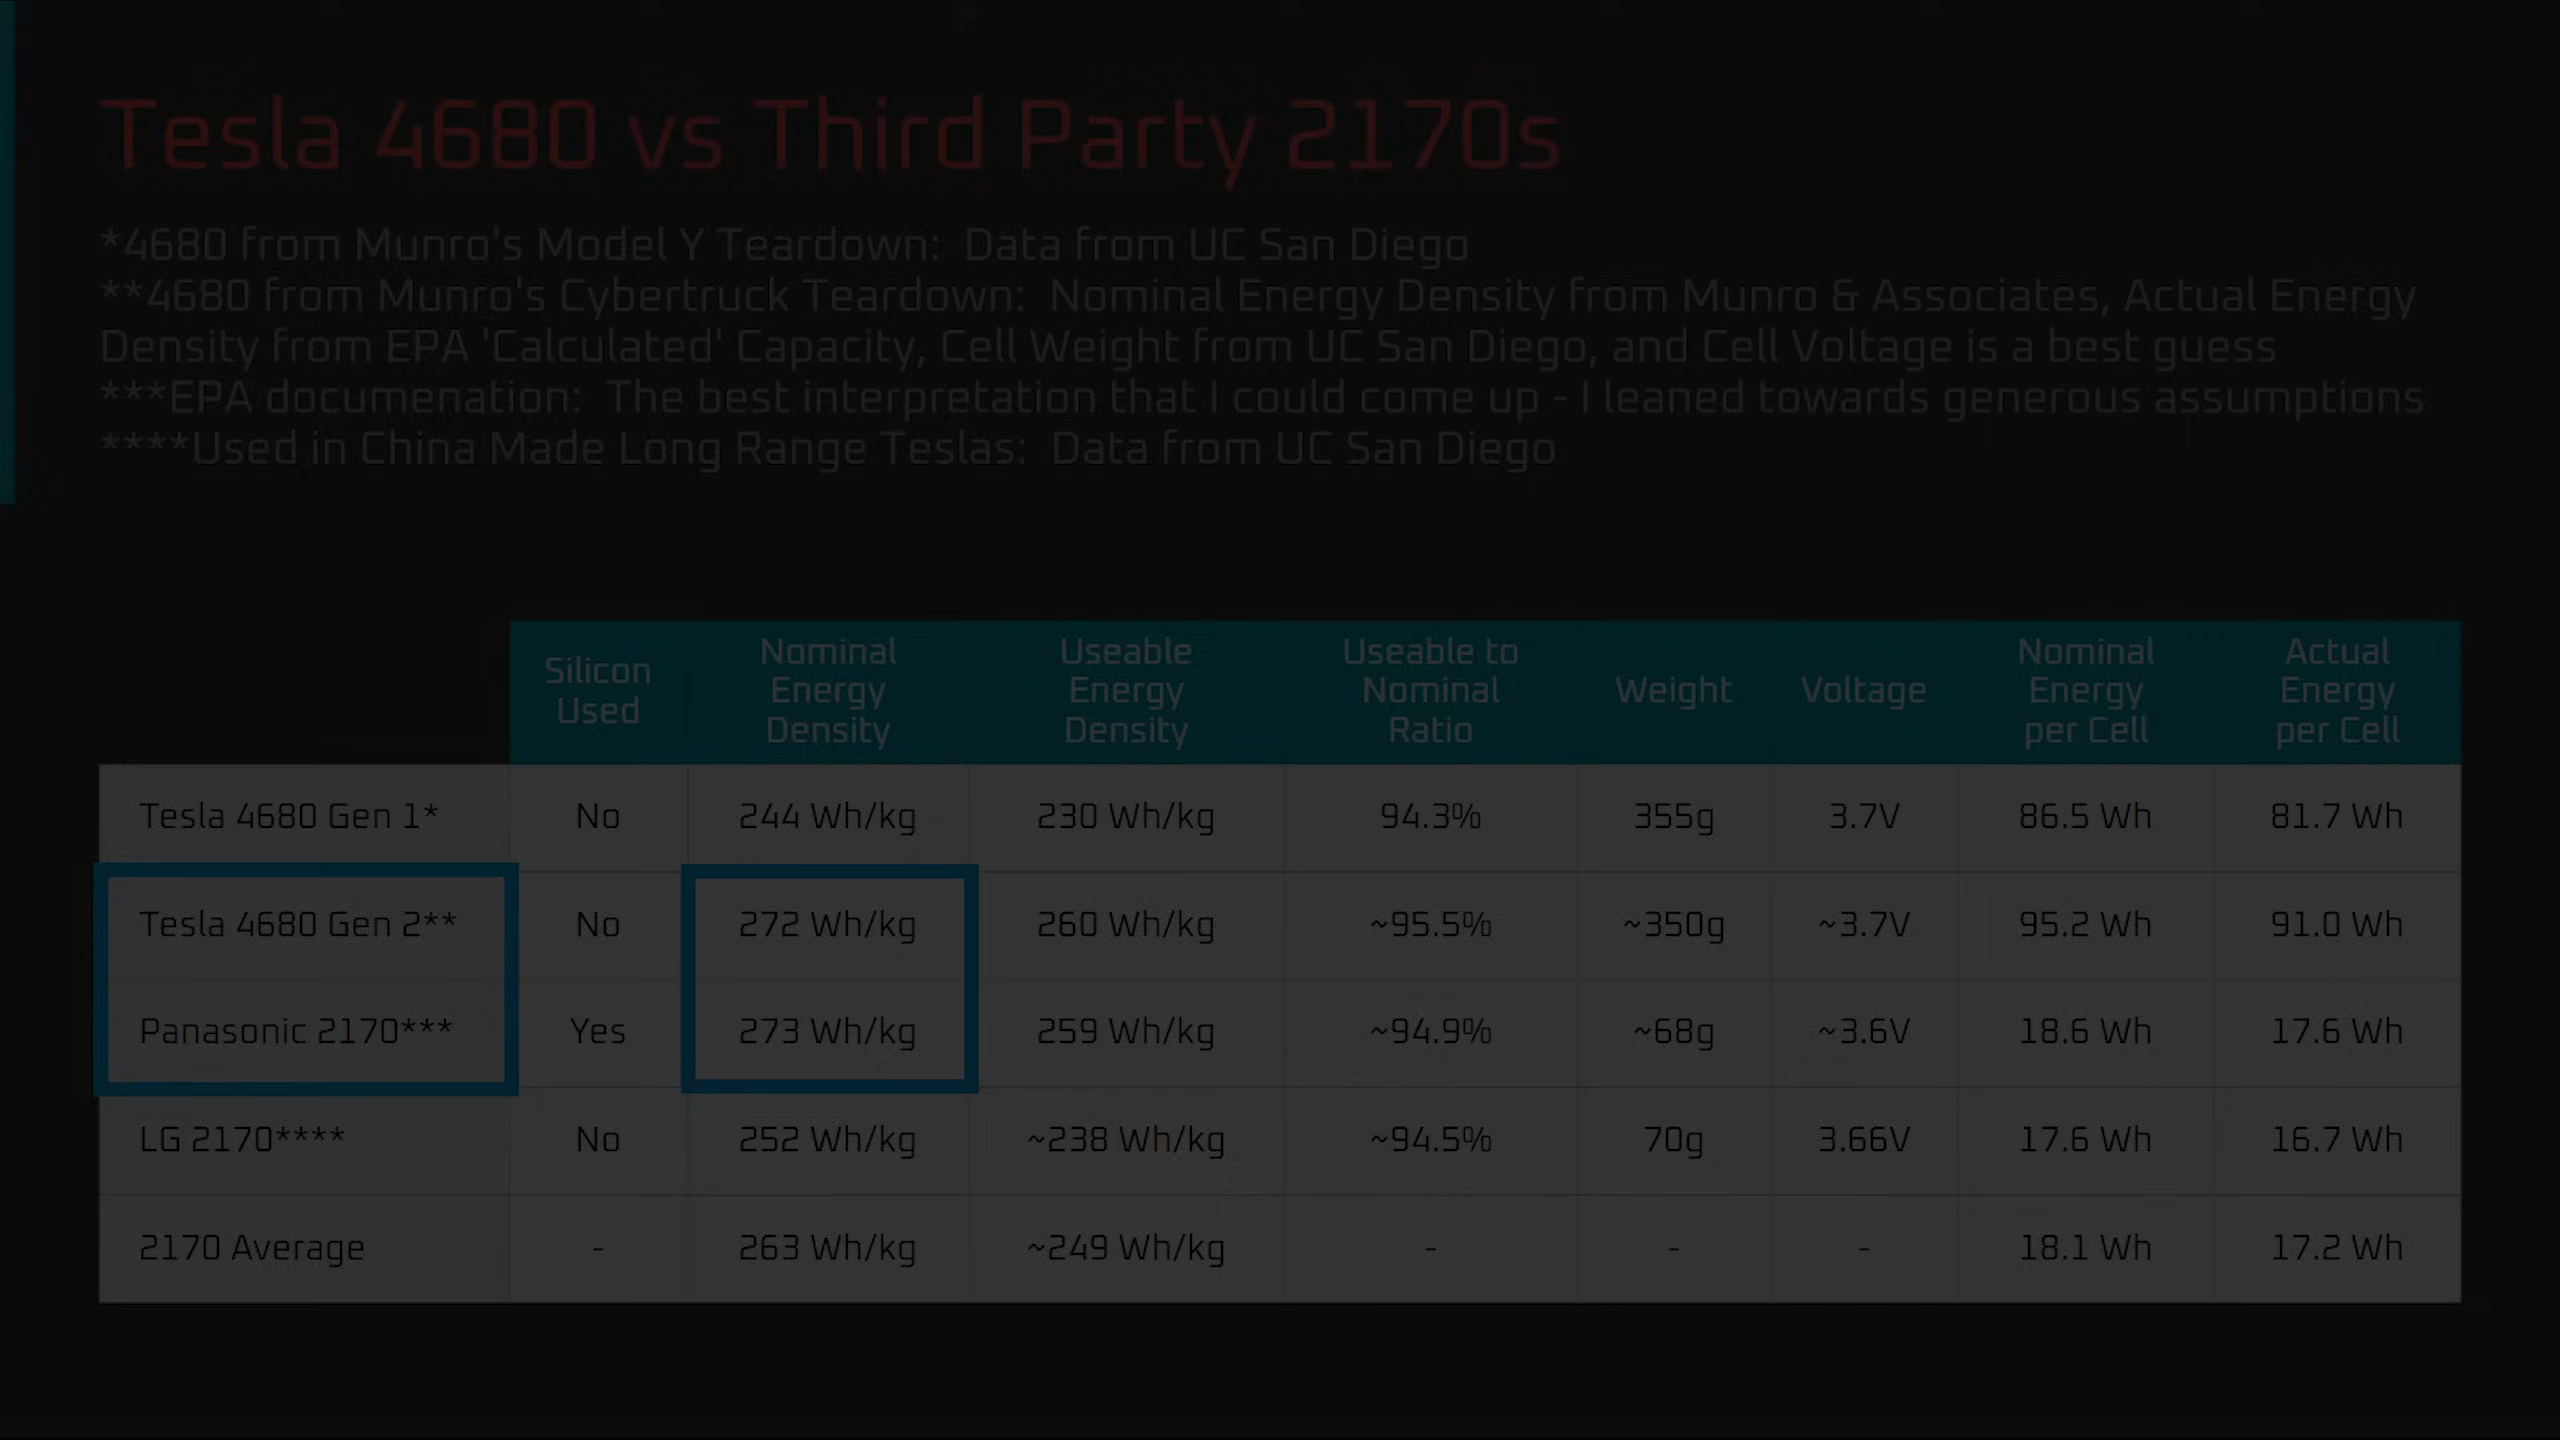 Tesla 4680 vs Third Party 2170s
*4680 from Munro's Model Y Teardown: Data from UC San Diego
**4680 from Munro's Cybertruck Teardown: Nominal Energy Density from Munro & Associates, Actual Energy
Density from EPA 'Calculated' Capacity, Cell Weight from UC San Diego, and Cell Voltage is a best guess
***EPA documenation: The best interpretation that I could come up - I leaned towards generous assumptions
****Used in China Made Long Range Teslas: Data from UC San Diego
Silicon Used Nominal Energy Density Useable Energy Density Useable to Nominal Ratio Weight Voltage Nominal Energy per Cell Actual Energy per Cell
Tesla 4680 Gen 1* No 244 Wh/kg 230 Wh/kg 94.3% 355g 3.7V 86.5 Wh 81.7 Wh
Tesla 4680 Gen 2** No 272 Wh/kg 260 Wh/kg ~95.5% ~350g ~3.7V 95.2 Wh 91.0 Wh
Panasonic 2170*** Yes 273 Wh/kg 259 Wh/kg ~94.9% ~68g ~3.6V 18.6 Wh 17.6 Wh
LG 2170**** No 252 Wh/kg ~238 Wh/kg ~94.5% 70g 3.66V 17.6 Wh 16.7 Wh
2170 Average - 263 Wh/kg ~249 Wh/kg - - - 18.1 Wh 17.2 Wh